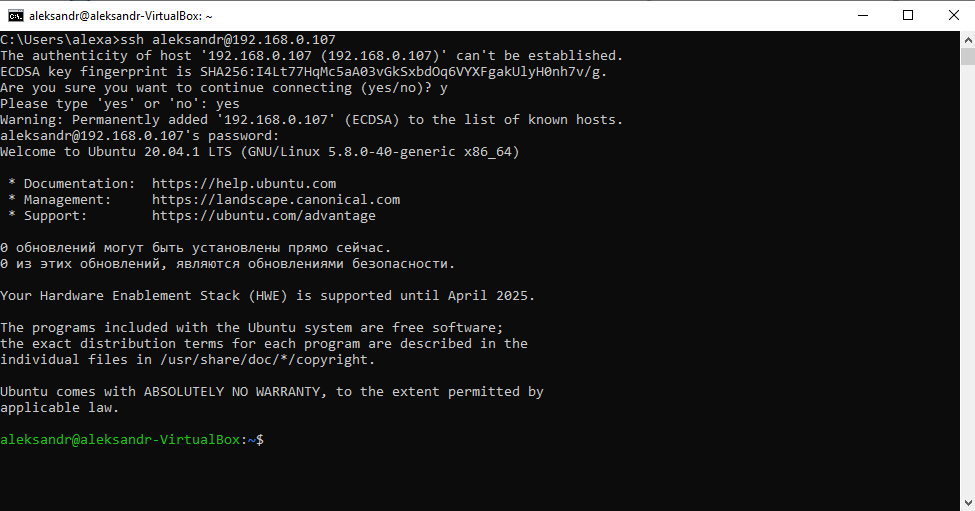 aleksandr@aleksandr-VirtualBox: ~
C:\Users\alexa>ssh aleksandr@192.168.0.107
The authenticity of host '192.168.0.107 (192.168.0.107)' can't be established.
ECDSA key fingerprint is SHA256:I4Lt77HqMc5aA03vGkSxbdOq6VYXFgakUlyH0nh7v/g.
Are you sure you want to continue connecting (yes/no)? y
Please type 'yes' or 'no': yes
Warning: Permanently added '192.168.0.107' (ECDSA) to the list of known hosts.
aleksandr@192.168.0.107's password:
Welcome to Ubuntu 20.04.1 LTS (GNU/Linux 5.8.0-40-generic x86_64)
* Documentation:  https://help.ubuntu.com
* Management:     https://landscape.canonical.com
* Support:        https://ubuntu.com/advantage
0 обновлений могут быть установлены прямо сейчас.
0 из этих обновлений, являются обновлениями безопасности.
Your Hardware Enablement Stack (HWE) is supported until April 2025.
The programs included with the Ubuntu system are free software;
the exact distribution terms for each program are described in the
individual files in /usr/share/doc/*/copyright.
Ubuntu comes with ABSOLUTELY NO WARRANTY, to the extent permitted by
applicable law.
aleksandr@aleksandr-VirtualBox:~$